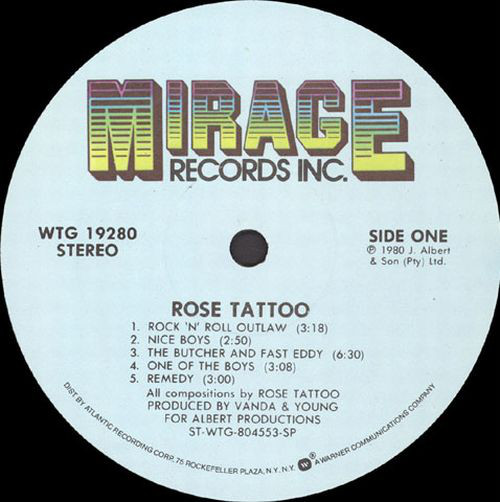 MIRAGE
RECORDS INC.
WTG 19280
STEREO
SIDE ONE
℗ 1980 J. Albert
& Son (Pty) Ltd.
ROSE TATTOO
1. ROCK 'N' ROLL OUTLAW (3:18)
2. NICE BOYS (2:50)
3. THE BUTCHER AND FAST EDDY (6:30)
4. ONE OF THE BOYS (3:08)
5. REMEDY (3:00)
All compositions by ROSE TATTOO
PRODUCED BY VANDA & YOUNG
FOR ALBERT PRODUCTIONS
ST-WTG-804553-SP
DIST. BY ATLANTIC RECORDING CORP. 75 ROCKEFELLER PLAZA, N.Y. N.Y. W ® A WARNER COMMUNICATIONS COMPANY